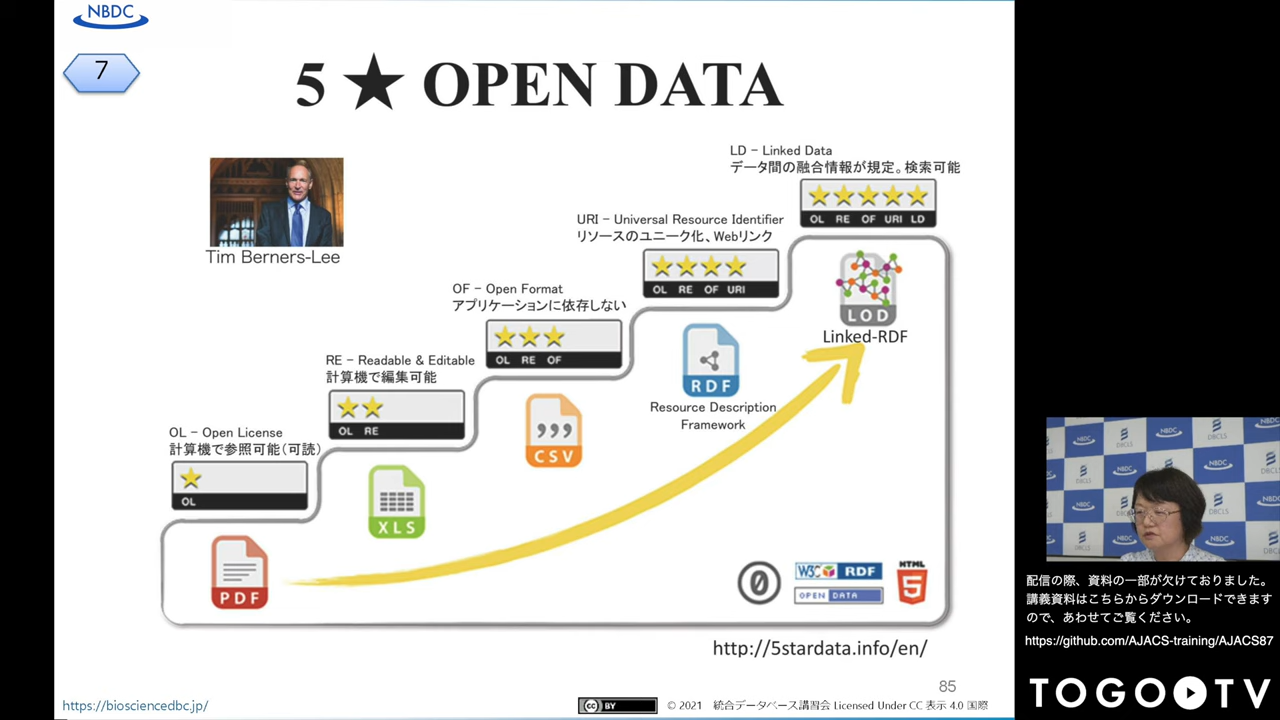 NBDC
7
5 ★ OPEN DATA
Tim Berners-Lee
LD - Linked Data
データ間の融合情報が規定。検索可能
OL RE OF URI LD
URI - Universal Resource Identifier
リソースのユニーク化、Webリンク
OL RE OF URI
LOD
Linked-RDF
OF - Open Format
アプリケーションに依存しない
OL RE OF
RDF
Resource Description
Framework
RE - Readable & Editable
計算機で編集可能
OL RE
CSV
OL - Open License
計算機で参照可能(可読)
OL
XLS
PDF
0
W3C RDF
OPEN DATA
HTML
5
http://5stardata.info/en/
85
https://biosciencedbc.jp/
cc BY
© 2021 統合データベース講習会 Licensed Under CC 表示 4.0 国際
NBDC
DBCLS
配信の際、資料の一部が欠けておりました。
講義資料はこちらからダウンロードできます
ので、あわせてご覧ください。
https://github.com/AJACS-training/AJACS87
TOGO TV